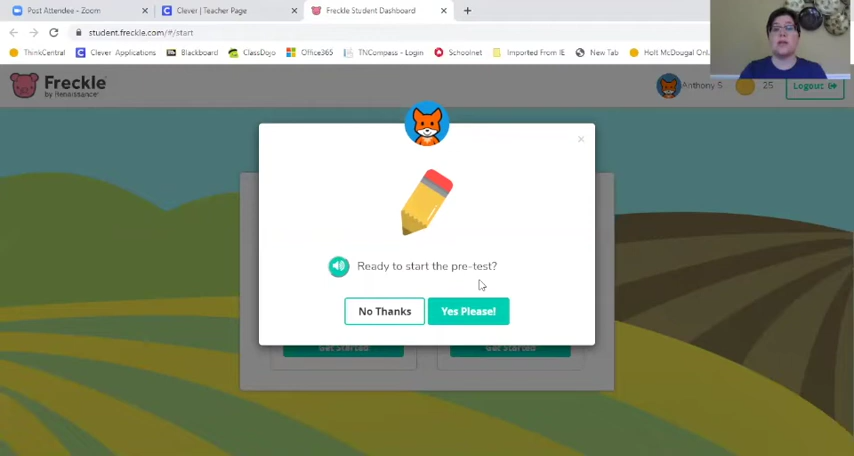 Post Attendee - Zoom
Clever | Teacher Page
Freckle Student Dashboard
student.freckle.com/#/start
ThinkCentral
Clever Applications
Blackboard
ClassDojo
Office365
TNCompass - Login
Schoolnet
Imported From IE
New Tab
Holt McDougal Onl
Freckle
by Renaissance
Anthony S
25
Logout
Ready to start the pre-test?
No Thanks
Yes Please!
Get Started
Get Started